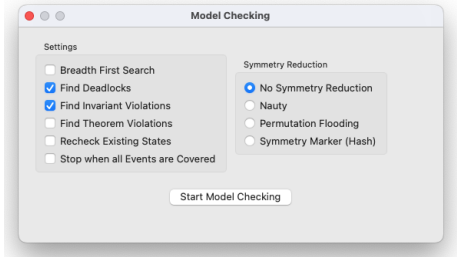 Model Checking
Settings
Breadth First Search
Find Deadlocks
Find Invariant Violations
Find Theorem Violations
Recheck Existing States
Stop when all Events are Covered
Symmetry Reduction
No Symmetry Reduction
Nauty
Permutation Flooding
Symmetry Marker (Hash)
Start Model Checking